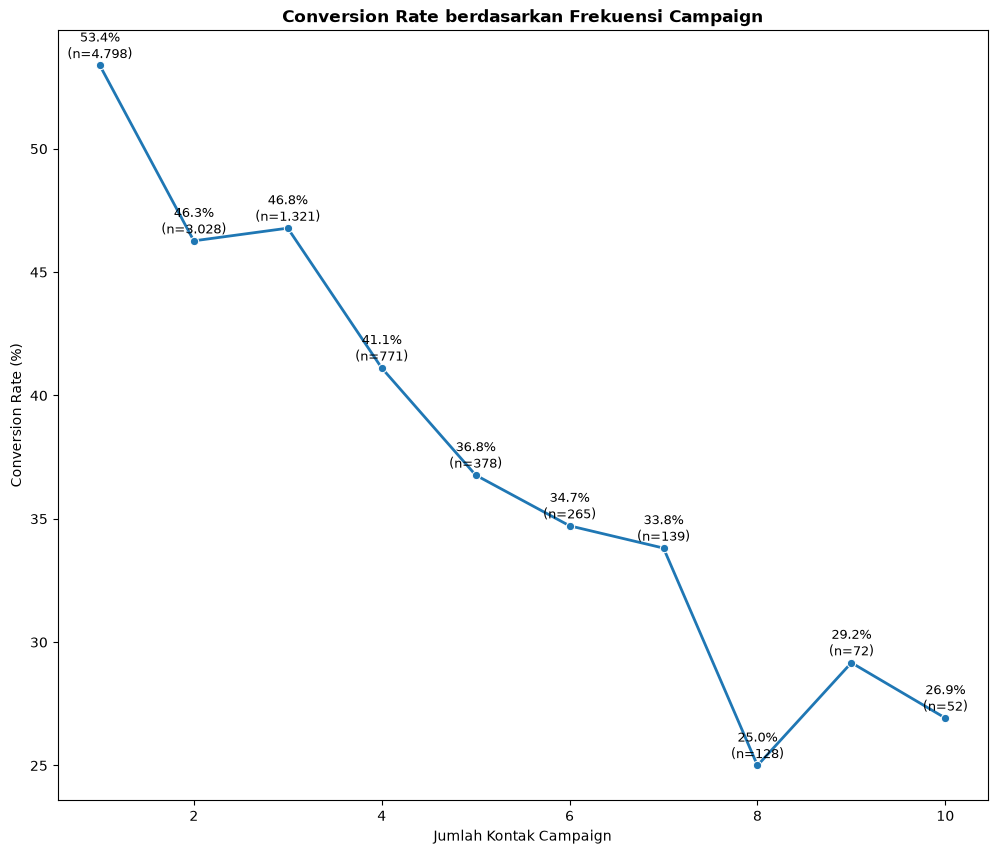 Conversion Rate berdasarkan Frekuensi Campaign
53.4%
(n=4.798)
46.3%
(n=3.028)
46.8%
(n=1.321)
41.1%
(n=771)
36.8%
(n=378)
34.7%
(n=265)
33.8%
(n=139)
25.0%
(n=128)
29.2%
(n=72)
26.9%
(n=52)
Conversion Rate (%)
50
45
40
35
30
25
2
4
6
8
10
Jumlah Kontak Campaign